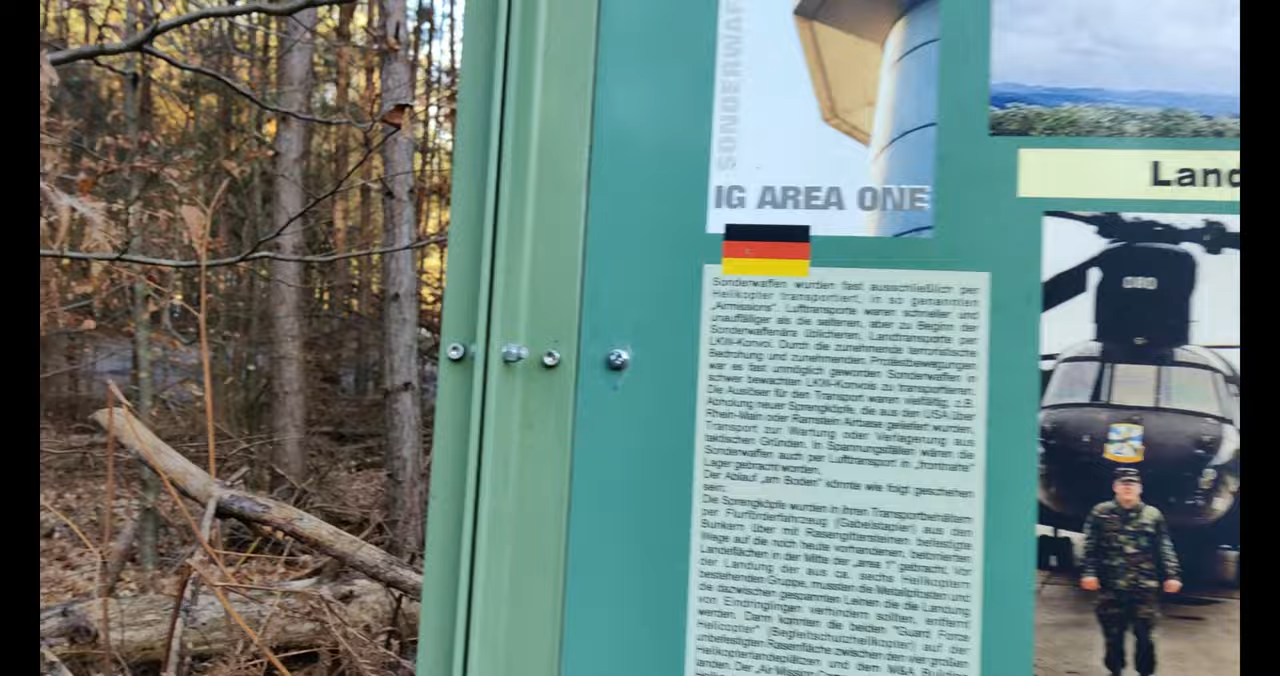 SONDERWAF
IG AREA ONE
Land
080
Sonderwaffen wurden fast ausschließlich per
Helikopter transportiert, in so genannten
„Airmissions“. Lufttransporte waren schneller und
unauffälliger als die selteneren, aber zu Beginn der
Sonderwaffenära üblicheren, Landtransporte per
LKW-Konvoi. Durch die zunehmende terroristische
Bedrohung und zunehmenden Protestbewegungen
war es fast unmöglich geworden Sonderwaffen in
schwer bewachten LKW-Konvois zu transportieren.
Die Auslöser für den Transport waren vielfältig, z.B.
Abholung neuer Sprengköpfe, die aus den USA über
Rhein-Main oder Ramstein Airbase geliefert wurden,
Transport zur Wartung oder Verlagerung aus
taktischen Gründen. In Spannungsfällen wären die
Sonderwaffen auch per Lufttransport in „frontnahe“
Lager gebracht worden.
Der Ablauf „am Boden“ könnte wie folgt geschehen
sein:
Die Sprengköpfe wurden in ihren Transportbehältern
per Flurförderfahrzeug (Gabelstapler) aus den
Bunkern über mit Rasengittersteinen befestigte
Wege auf die noch heute vorhandenen, betonierten
Landeflächen in der Mitte der „area 1“ gebracht. Vor
der Landung der aus ca. sechs Helikoptern
bestehenden Gruppe, mussten die Metallpfosten und
die dazwischen gespannten Leinen die die Landung
von Eindringlingen verhindern sollten, entfernt
werden. Dann konnten die beiden "Guard Force
Helicopter" (Begleitschutzhelikopter) auf der
unbefestigten Rasenfläche zwischen den vier großen
Helikopterlandeplätzen und dem M&A Building
landen. Der „Air Mission